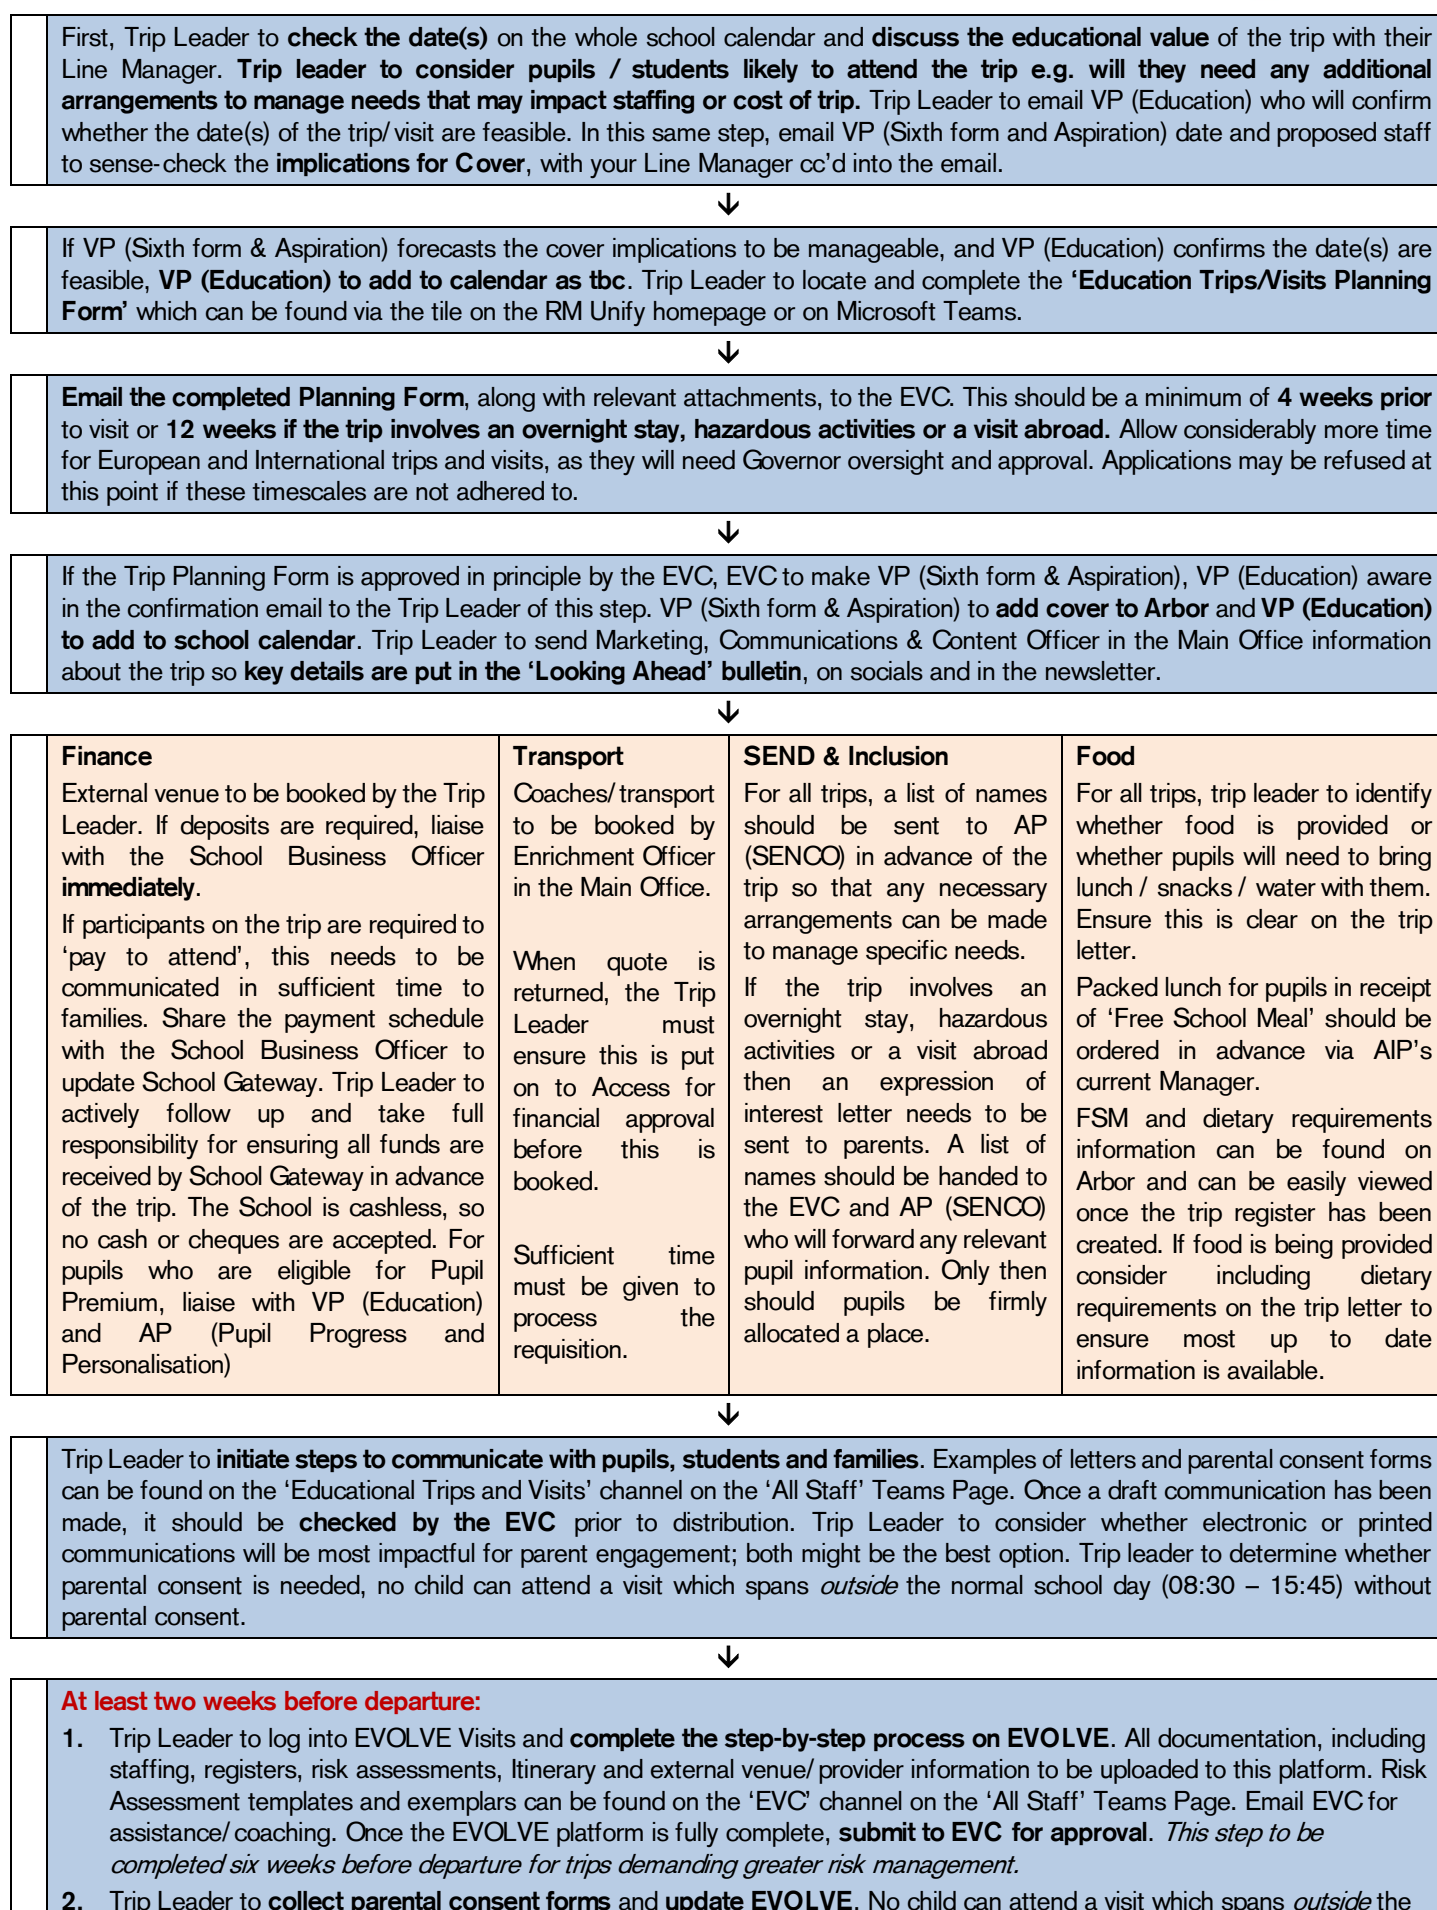 First, Trip Leader to check the date(s) on the whole school calendar and discuss the educational value of the trip with their
Line Manager. Trip leader to consider pupils / students likely to attend the trip e.g. will they need any additional
arrangements to manage needs that may impact staffing or cost of trip. Trip Leader to email VP (Education) who will confirm
whether the date(s) of the trip/visit are feasible. In this same step, email VP (Sixth form and Aspiration) date and proposed staff
to sense-check the implications for Cover, with your Line Manager cc'd into the email.
↓
If VP (Sixth form & Aspiration) forecasts the cover implications to be manageable, and VP (Education) confirms the date(s) are
feasible, VP (Education) to add to calendar as tbc. Trip Leader to locate and complete the 'Education Trips/Visits Planning
Form' which can be found via the tile on the RM Unify homepage or on Microsoft Teams.
↓
Email the completed Planning Form, along with relevant attachments, to the EVC. This should be a minimum of 4 weeks prior
to visit or 12 weeks if the trip involves an overnight stay, hazardous activities or a visit abroad. Allow considerably more time
for European and International trips and visits, as they will need Governor oversight and approval. Applications may be refused at
this point if these timescales are not adhered to.
↓
If the Trip Planning Form is approved in principle by the EVC, EVC to make VP (Sixth form & Aspiration), VP (Education) aware
in the confirmation email to the Trip Leader of this step. VP (Sixth form & Aspiration) to add cover to Arbor and VP (Education)
to add to school calendar. Trip Leader to send Marketing, Communications & Content Officer in the Main Office information
about the trip so key details are put in the 'Looking Ahead' bulletin, on socials and in the newsletter.
↓
Finance
External venue to be booked by the Trip
Leader. If deposits are required, liaise
with the School Business Officer
immediately.
If participants on the trip are required to
'pay to attend', this needs to be
communicated in sufficient time to
families. Share the payment schedule
with the School Business Officer to
update School Gateway. Trip Leader to
actively follow up and take full
responsibility for ensuring all funds are
received by School Gateway in advance
of the trip. The School is cashless, so
no cash or cheques are accepted. For
pupils who are eligible for Pupil
Premium, liaise with VP (Education)
and AP (Pupil Progress and
Personalisation)
Transport
Coaches/transport
to be booked by
Enrichment Officer
in the Main Office.
When quote is
returned, the Trip
Leader must
ensure this is put
on to Access for
financial approval
before this is
booked.
Sufficient time
must be given to
process the
requisition.
SEND & Inclusion
For all trips, a list of names
should be sent to AP
(SENCO) in advance of the
trip so that any necessary
arrangements can be made
to manage specific needs.
If the trip involves an
overnight stay, hazardous
activities or a visit abroad
then an expression of
interest letter needs to be
sent to parents. A list of
names should be handed to
the EVC and AP (SENCO)
who will forward any relevant
pupil information. Only then
should pupils be firmly
allocated a place.
Food
For all trips, trip leader to identify
whether food is provided or
whether pupils will need to bring
lunch / snacks / water with them.
Ensure this is clear on the trip
letter.
Packed lunch for pupils in receipt
of 'Free School Meal' should be
ordered in advance via AIP's
current Manager.
FSM and dietary requirements
information can be found on
Arbor and can be easily viewed
once the trip register has been
created. If food is being provided
consider including dietary
requirements on the trip letter to
ensure most up to date
information is available.
↓
Trip Leader to initiate steps to communicate with pupils, students and families. Examples of letters and parental consent forms
can be found on the 'Educational Trips and Visits' channel on the 'All Staff' Teams Page. Once a draft communication has been
made, it should be checked by the EVC prior to distribution. Trip Leader to consider whether electronic or printed
communications will be most impactful for parent engagement; both might be the best option. Trip leader to determine whether
parental consent is needed, no child can attend a visit which spans outside the normal school day (08:30 – 15:45) without
parental consent.
↓
At least two weeks before departure:
1. Trip Leader to log into EVOLVE Visits and complete the step-by-step process on EVOLVE. All documentation, including
staffing, registers, risk assessments, Itinerary and external venue/provider information to be uploaded to this platform. Risk
Assessment templates and exemplars can be found on the 'EVC' channel on the 'All Staff' Teams Page. Email EVC for
assistance/coaching. Once the EVOLVE platform is fully complete, submit to EVC for approval. This step to be
completed six weeks before departure for trips demanding greater risk management.
2. Trip Leader to collect parental consent forms and update EVOLVE. No child can attend a visit which spans outside the